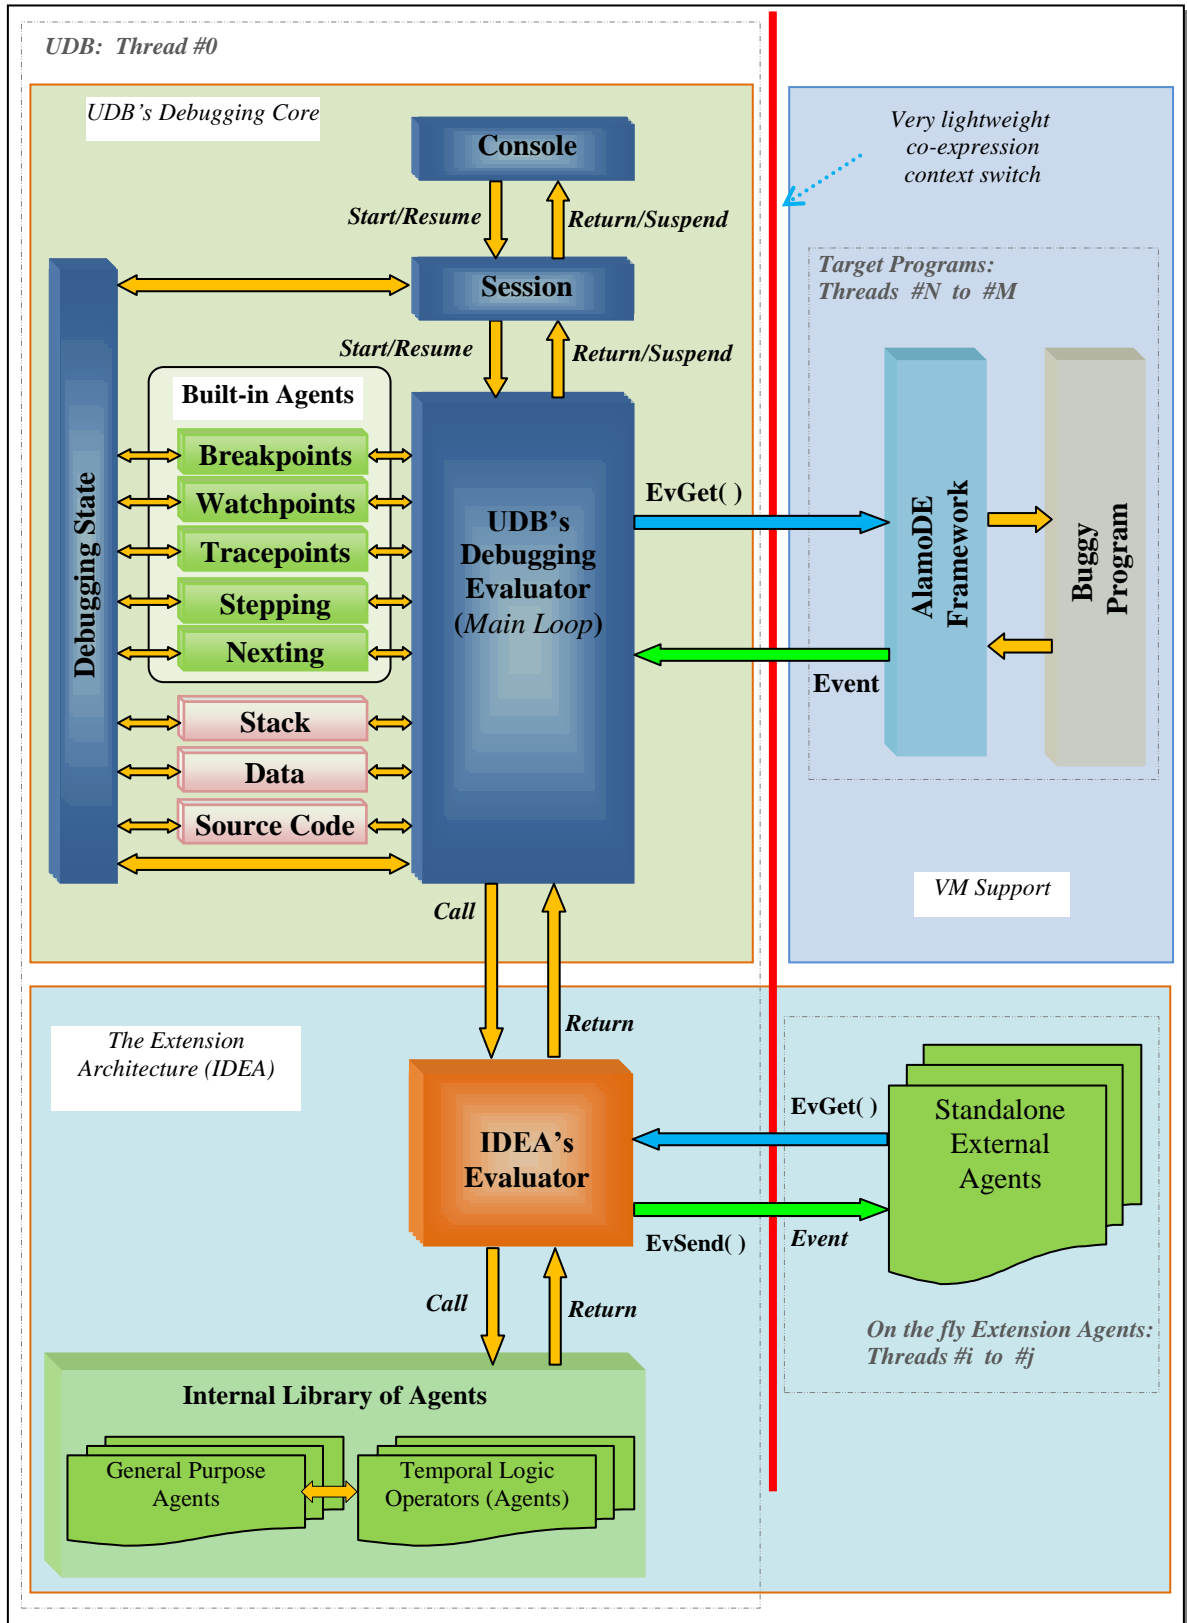 UDB: Thread #0
UDB's Debugging Core
Console
Start/Resume
Return/Suspend
Session
Start/Resume
Return/Suspend
Debugging State
Built-in Agents
Breakpoints
Watchpoints
Tracepoints
Stepping
Nexting
Stack
Data
Source Code
UDB's
Debugging
Evaluator
(Main Loop)
EvGet( )
Event
Very lightweight
co-expression
context switch
Target Programs:
Threads #N to #M
AlamoDE
Framework
Buggy
Program
VM Support
Call
Return
The Extension
Architecture (IDEA)
IDEA's
Evaluator
EvGet( )
EvSend( )
Event
Standalone
External
Agents
On the fly Extension Agents:
Threads #i to #j
Call
Return
Internal Library of Agents
General Purpose
Agents
Temporal Logic
Operators (Agents)